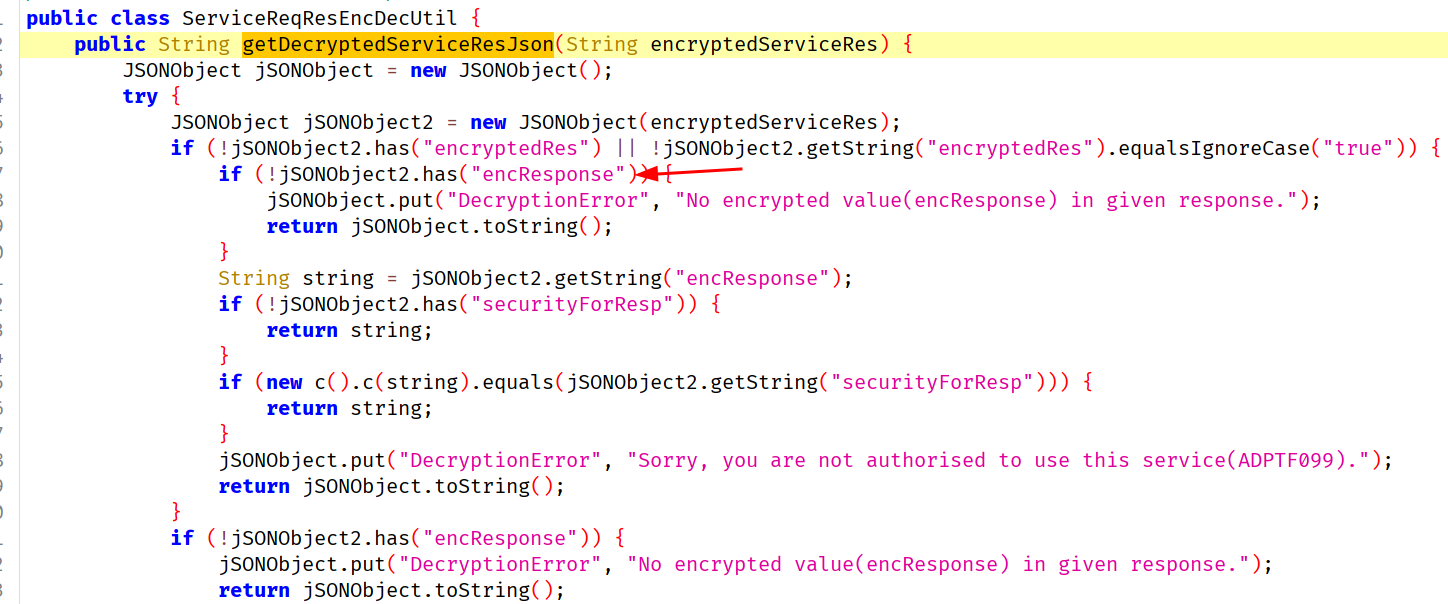 public class ServiceReqResEncDecUtil {
    public String getDecryptedServiceResJson(String encryptedServiceRes) {
        JSONObject jSONObject = new JSONObject();
        try {
            JSONObject jSONObject2 = new JSONObject(encryptedServiceRes);
            if (!jSONObject2.has("encryptedRes") || !jSONObject2.getString("encryptedRes").equalsIgnoreCase("true")) {
                if (!jSONObject2.has("encResponse")) {
                    jSONObject.put("DecryptionError", "No encrypted value(encResponse) in given response.");
                    return jSONObject.toString();
                }
                String string = jSONObject2.getString("encResponse");
                if (!jSONObject2.has("securityForResp")) {
                    return string;
                }
                if (new c().c(string).equals(jSONObject2.getString("securityForResp"))) {
                    return string;
                }
                jSONObject.put("DecryptionError", "Sorry, you are not authorised to use this service(ADPTF099).");
                return jSONObject.toString();
            }
            if (!jSONObject2.has("encResponse")) {
                jSONObject.put("DecryptionError", "No encrypted value(encResponse) in given response.");
                return jSONObject.toString();